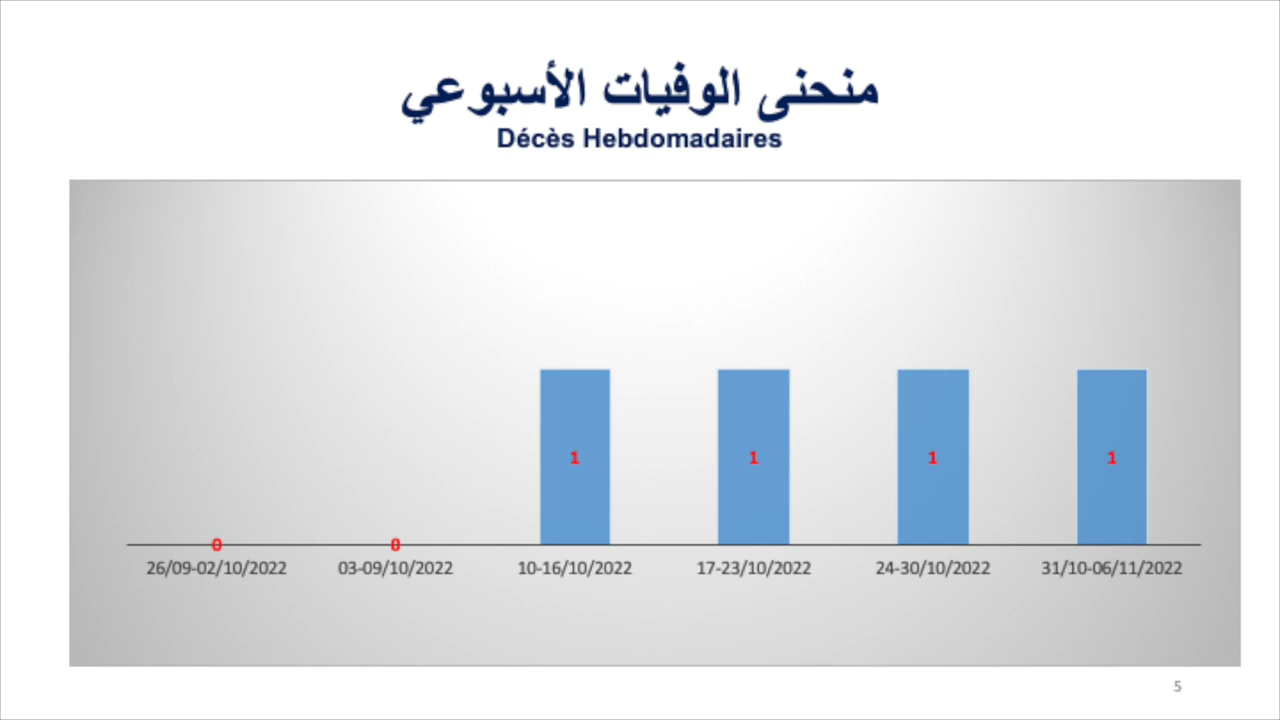 منحنى الوفيات الأسبوعي
Décès Hebdomadaires
1 1 1 1
0 0
26/09-02/10/2022 03-09/10/2022 10-16/10/2022 17-23/10/2022 24-30/10/2022 31/10-06/11/2022
5